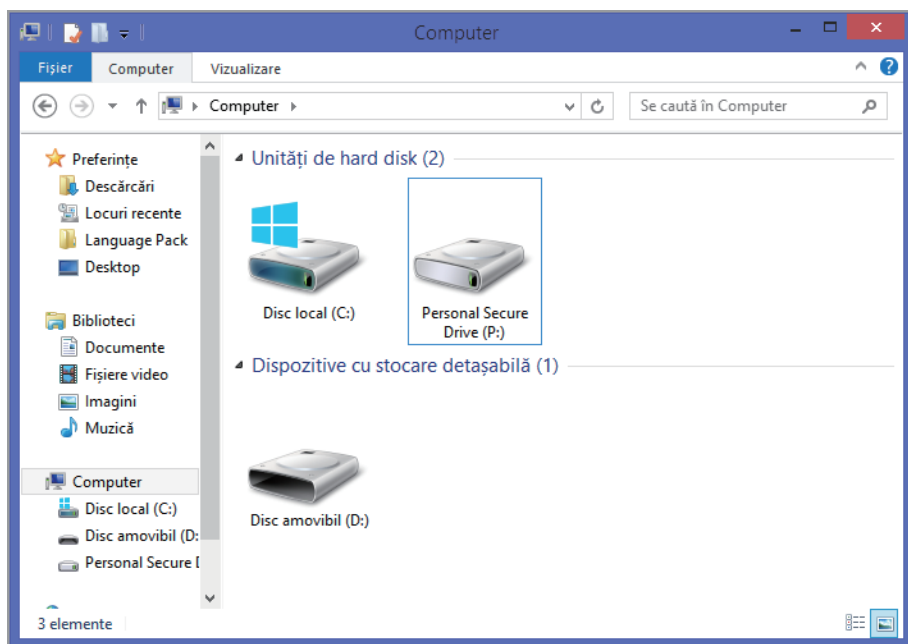 Computer
Fișier
Computer
Vizualizare
Computer
Se caută în Computer
Preferințe
Descărcări
Locuri recente
Language Pack
Desktop
Biblioteci
Documente
Fișiere video
Imagini
Muzică
Computer
Disc local (C:)
Disc amovibil (D:
Personal Secure
Unități de hard disk (2)
Disc local (C:)
Personal Secure
Drive (P:)
Dispozitive cu stocare detașabilă (1)
Disc amovibil (D:)
3 elemente